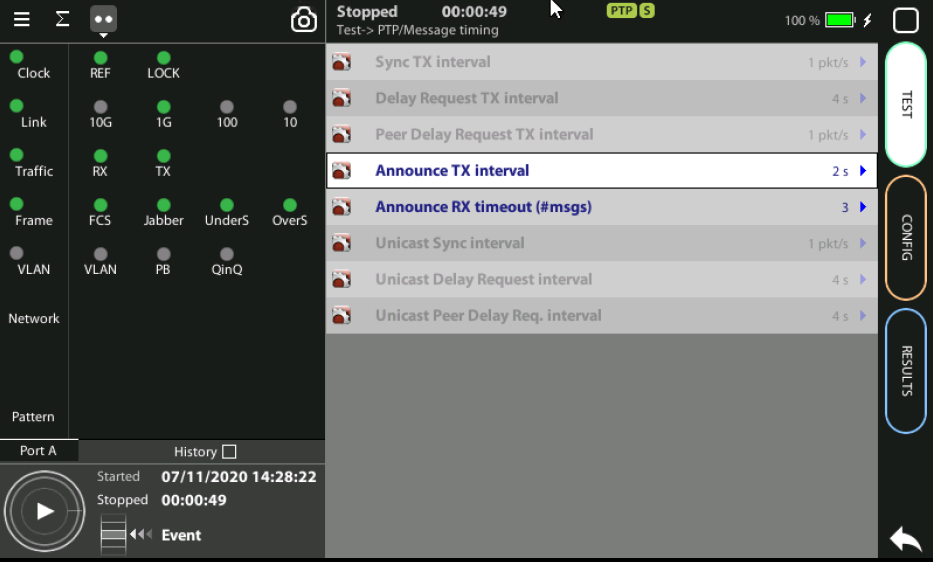 Σ
Stopped 00:00:49
PTP S
Test-> PTP/Message timing
100 %
Clock REF LOCK
Link 10G 1G 100 10
Traffic RX TX
Frame FCS Jabber UnderS OverS
VLAN VLAN PB QinQ
Network
Pattern
Port A
History
Started 07/11/2020 14:28:22
Stopped 00:00:49
Event
Sync TX interval 1 pkt/s
Delay Request TX interval 4 s
Peer Delay Request TX interval 1 pkt/s
Announce TX interval 2 s
Announce RX timeout (#msgs) 3
Unicast Sync interval 1 pkt/s
Unicast Delay Request interval 4 s
Unicast Peer Delay Req. interval 4 s
TEST
CONFIG
RESULTS